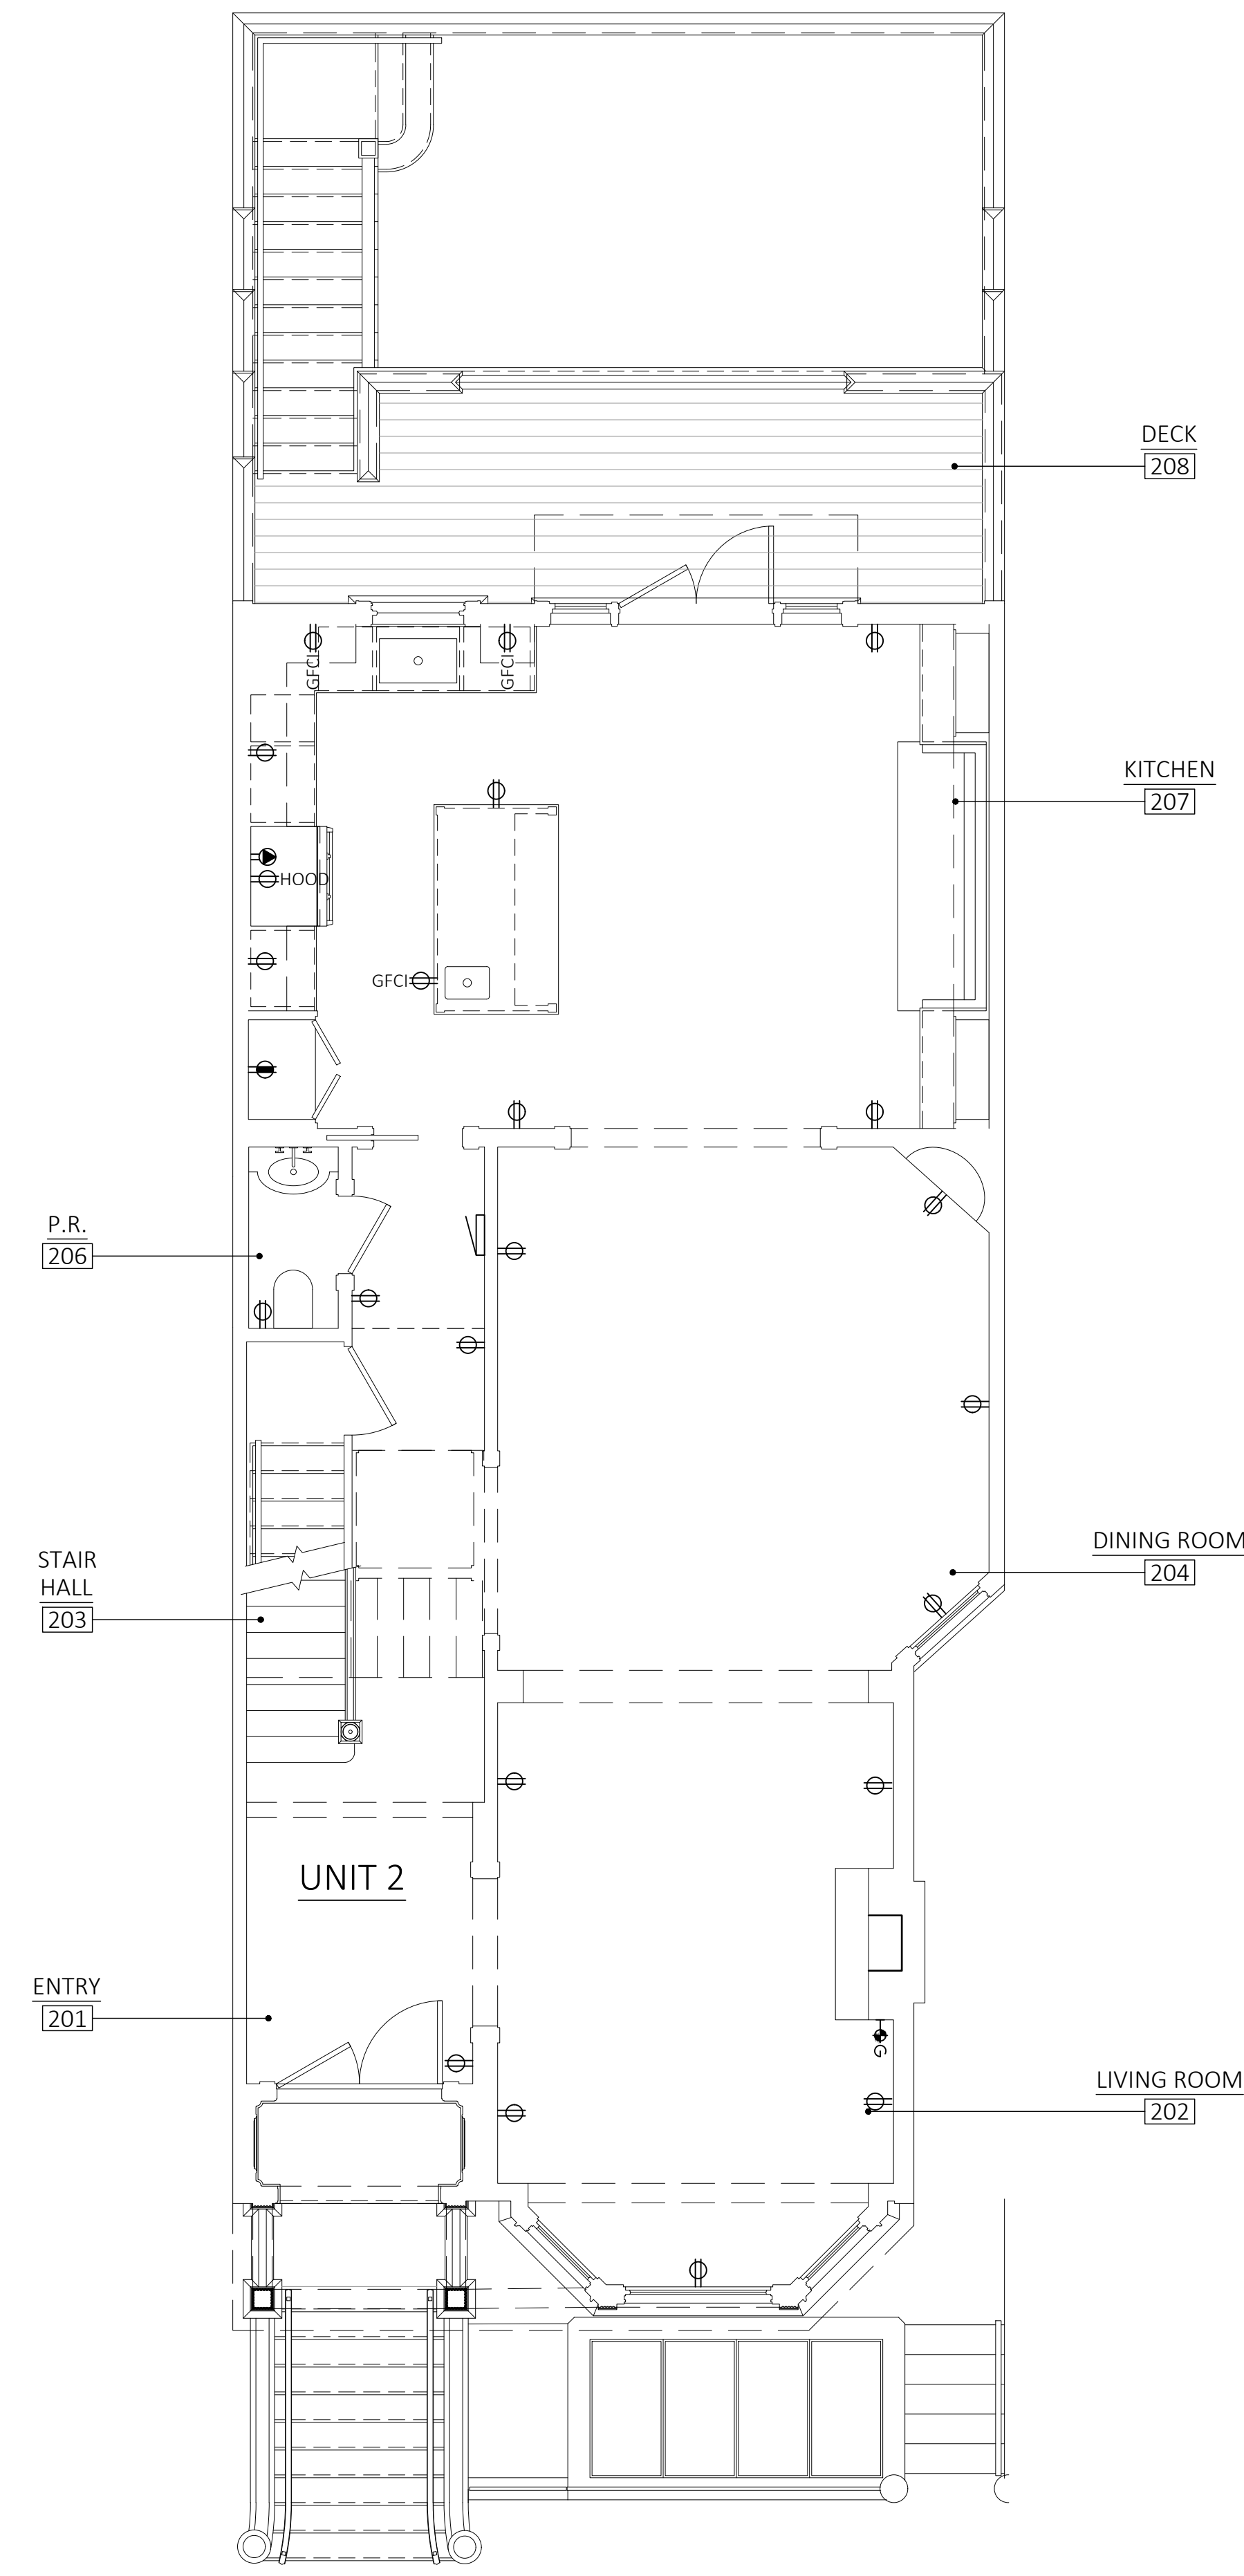 DECK
208
GFCI
GFCI
KITCHEN
207
HOOD
GFCI
P.R.
206
DINING ROOM
204
STAIR
HALL
203
UNIT 2
ENTRY
201
G
LIVING ROOM
202